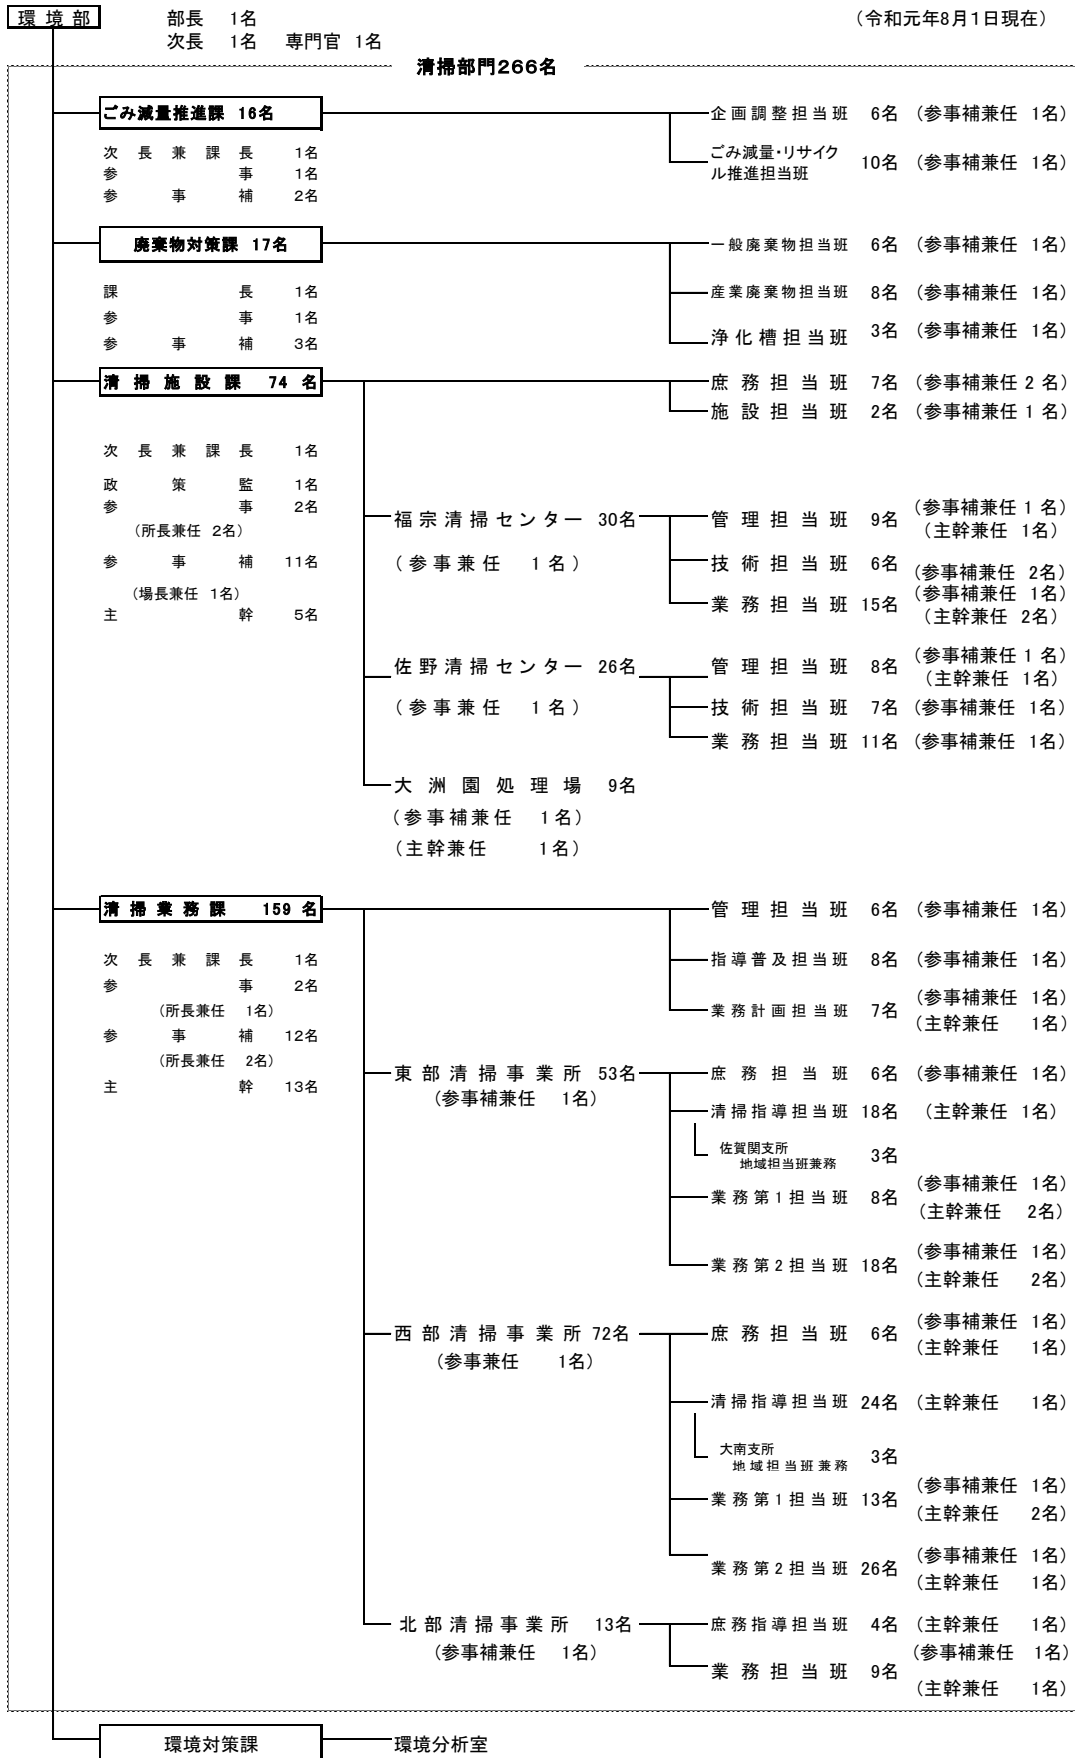 環境部 部長 1名 (令和元年8月1日現在)
次長 1名 専門官 1名
清掃部門266名
ごみ減量推進課 16名 企画調整担当班 6名 (参事補兼任 1名)
次長兼課長 1名 ごみ減量・リサイク
ル推進担当班 10名 (参事補兼任 1名)
参事 1名
参事補 2名
廃棄物対策課 17名 一般廃棄物担当班 6名 (参事補兼任 1名)
課長 1名 産業廃棄物担当班 8名 (参事補兼任 1名)
参事 1名 浄化槽担当班 3名 (参事補兼任 1名)
参事補 3名
清掃施設課 74名 庶務担当班 7名 (参事補兼任 2名)
施設担当班 2名 (参事補兼任 1名)
次長兼課長 1名
政策監 1名
参事 2名
(所長兼任 2名)
参事補 11名
(場長兼任 1名)
主幹 5名
福宗清掃センター 30名 管理担当班 9名 (参事補兼任 1名)
(主幹兼任 1名)
(参事兼任 1名) 技術担当班 6名 (参事補兼任 2名)
業務担当班 15名 (参事補兼任 1名)
(主幹兼任 2名)
佐野清掃センター 26名 管理担当班 8名 (参事補兼任 1名)
(主幹兼任 1名)
(参事兼任 1名) 技術担当班 7名 (参事補兼任 1名)
業務担当班 11名 (参事補兼任 1名)
大洲園処理場 9名
(参事補兼任 1名)
(主幹兼任 1名)
清掃業務課 159名 管理担当班 6名 (参事補兼任 1名)
次長兼課長 1名 指導普及担当班 8名 (参事補兼任 1名)
参事 2名
(所長兼任 1名) 業務計画担当班 7名 (参事補兼任 1名)
(主幹兼任 1名)
参事補 12名
(所長兼任 2名)
主幹 13名
東部清掃事業所 53名 庶務担当班 6名 (参事補兼任 1名)
(参事補兼任 1名) 清掃指導担当班 18名 (主幹兼任 1名)
佐賀関支所
地域担当班兼務 3名
業務第1担当班 8名 (参事補兼任 1名)
(主幹兼任 2名)
業務第2担当班 18名 (参事補兼任 1名)
(主幹兼任 2名)
西部清掃事業所 72名 庶務担当班 6名 (参事補兼任 1名)
(主幹兼任 1名)
(参事兼任 1名)
清掃指導担当班 24名 (主幹兼任 1名)
大南支所
地域担当班兼務 3名
業務第1担当班 13名 (参事補兼任 1名)
(主幹兼任 2名)
業務第2担当班 26名 (参事補兼任 1名)
(主幹兼任 1名)
北部清掃事業所 13名 庶務指導担当班 4名 (主幹兼任 1名)
(参事補兼任 1名) 業務担当班 9名 (参事補兼任 1名)
(主幹兼任 1名)
環境対策課 環境分析室